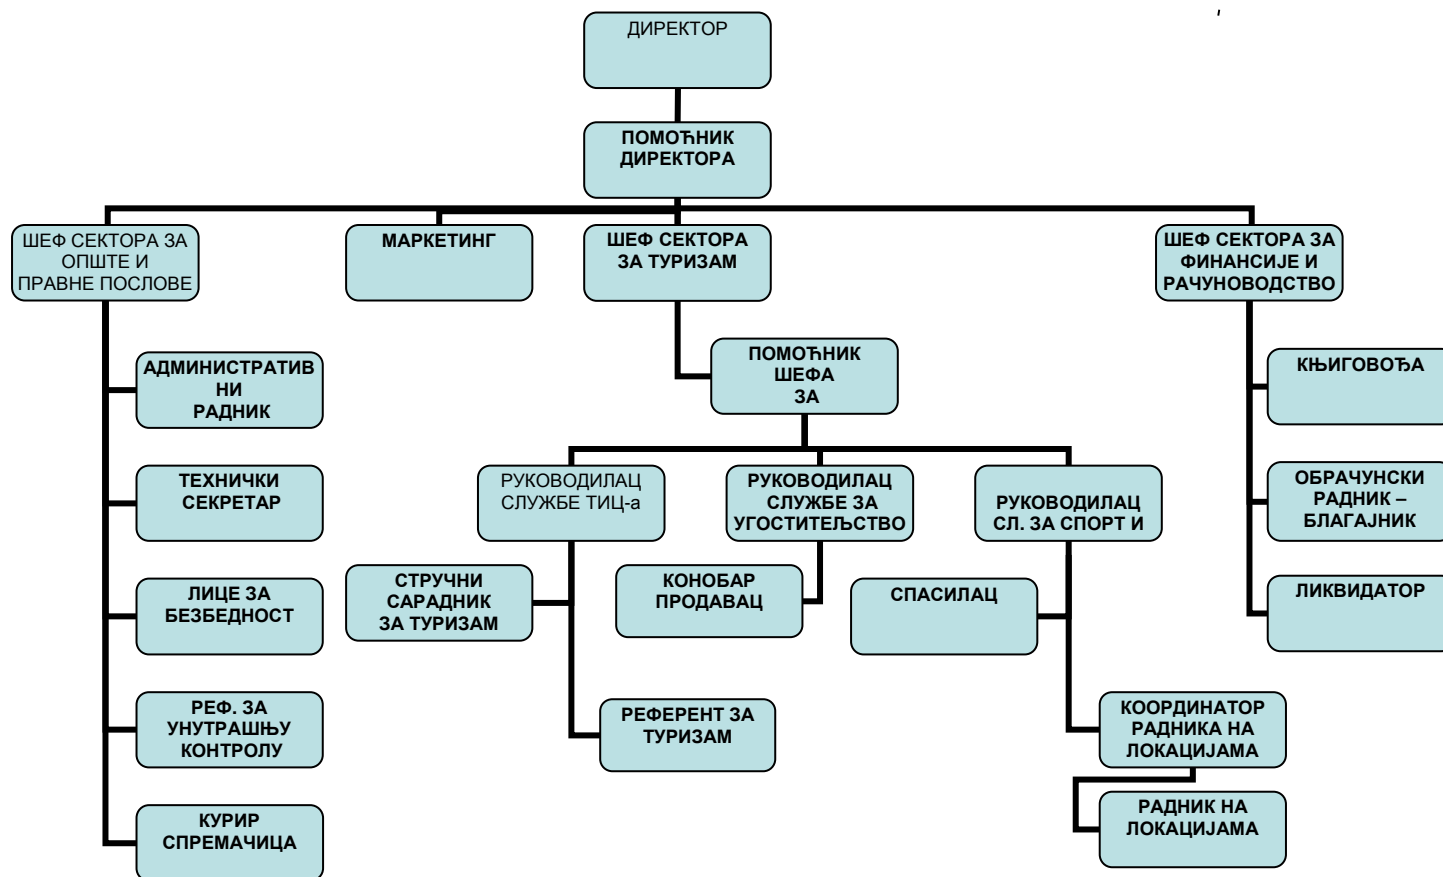 ДИРЕКТОР
ПОМОЋНИК
ДИРЕКТОРА
ШЕФ СЕКТОРА ЗА
ОПШТЕ И
ПРАВНЕ ПОСЛОВЕ
МАРКЕТИНГ
ШЕФ СЕКТОРА
ЗА ТУРИЗАМ
ШЕФ СЕКТОРА ЗА
ФИНАНСИЈЕ И
РАЧУНОВОДСТВО
АДМИНИСТРАТИВ
НИ
РАДНИК
ПОМОЋНИК
ШЕФА
ЗА
КЊИГОВОЂА
ТЕХНИЧКИ
СЕКРЕТАР
РУКОВОДИЛАЦ
СЛУЖБЕ ТИЦ-а
РУКОВОДИЛАЦ
СЛУЖБЕ ЗА
УГОСТИТЕЉСТВО
РУКОВОДИЛАЦ
СЛ. ЗА СПОРТ И
ОБРАЧУНСКИ
РАДНИК –
БЛАГАЈНИК
ЛИЦЕ ЗА
БЕЗБЕДНОСТ
СТРУЧНИ
САРАДНИК
ЗА ТУРИЗАМ
КОНОБАР
ПРОДАВАЦ
СПАСИЛАЦ
ЛИКВИДАТОР
РЕФ. ЗА
УНУТРАШЊУ
КОНТРОЛУ
РЕФЕРЕНТ ЗА
ТУРИЗАМ
КООРДИНАТОР
РАДНИКА НА
ЛОКАЦИЈАМА
КУРИР
СПРЕМАЧИЦА
РАДНИК НА
ЛОКАЦИЈАМА